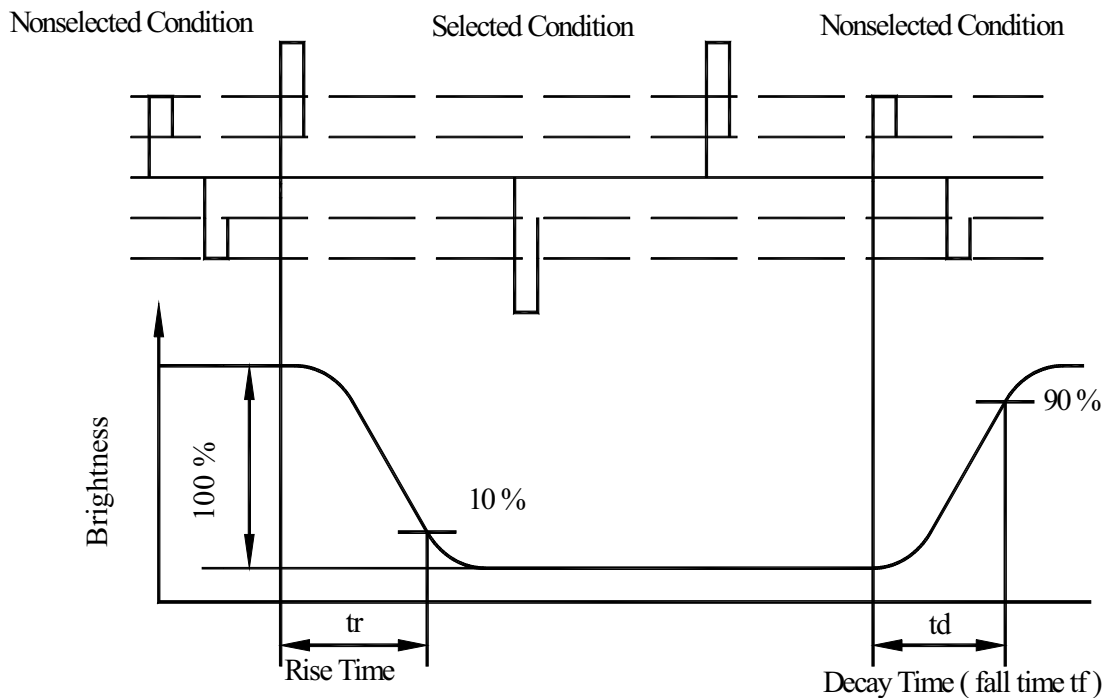 Nonselected Condition
Selected Condition
Nonselected Condition
90 %
100 %
Brightness
10 %
tr
td
Rise Time
Decay Time ( fall time tf )